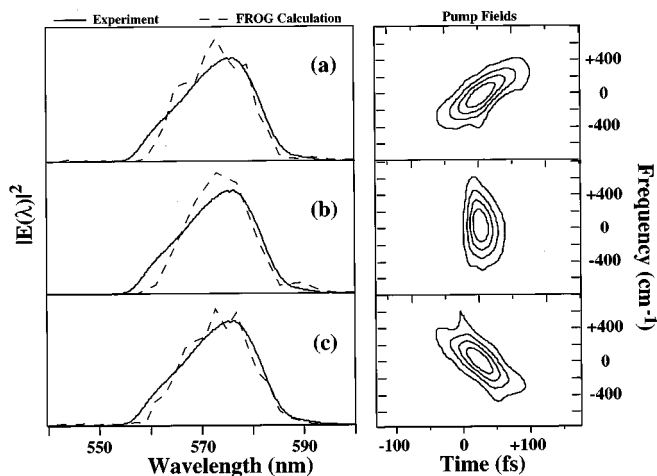 Experiment FROG Calculation
Pump Fields
(a)
+400
0
-400
|E(λ)|²
(b)
+400
0
-400
Frequency (cm⁻¹)
(c)
+400
0
-400
550 570 590
Wavelength (nm)
-100 0 +100
Time (fs)